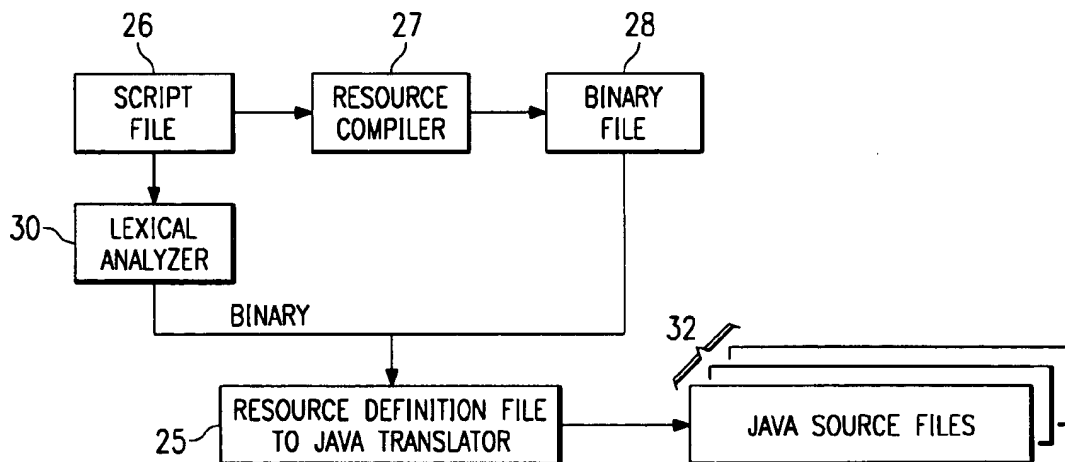 26
27
28
SCRIPT
FILE
RESOURCE
COMPILER
BINARY
FILE
30
LEXICAL
ANALYZER
BINARY
32
RESOURCE DEFINITION FILE
TO JAVA TRANSLATOR
25
JAVA SOURCE FILES